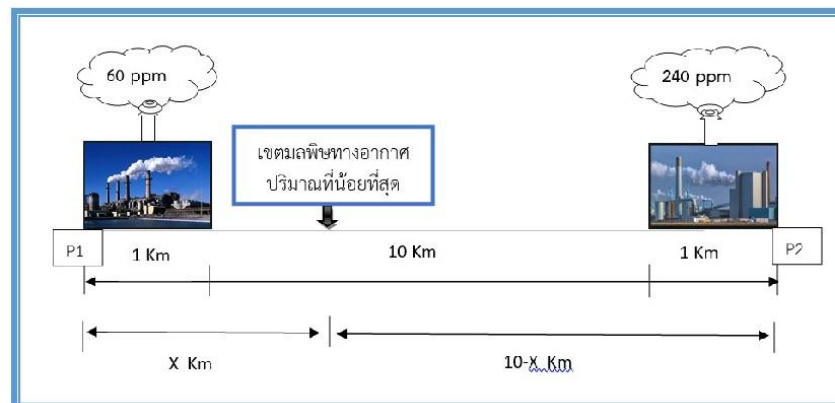 60 ppm
240 ppm
เขตมลพิษทางอากาศ
ปริมาณที่น้อยที่สุด
P1
1 Km
10 Km
1 Km
P2
X Km
10-X Km